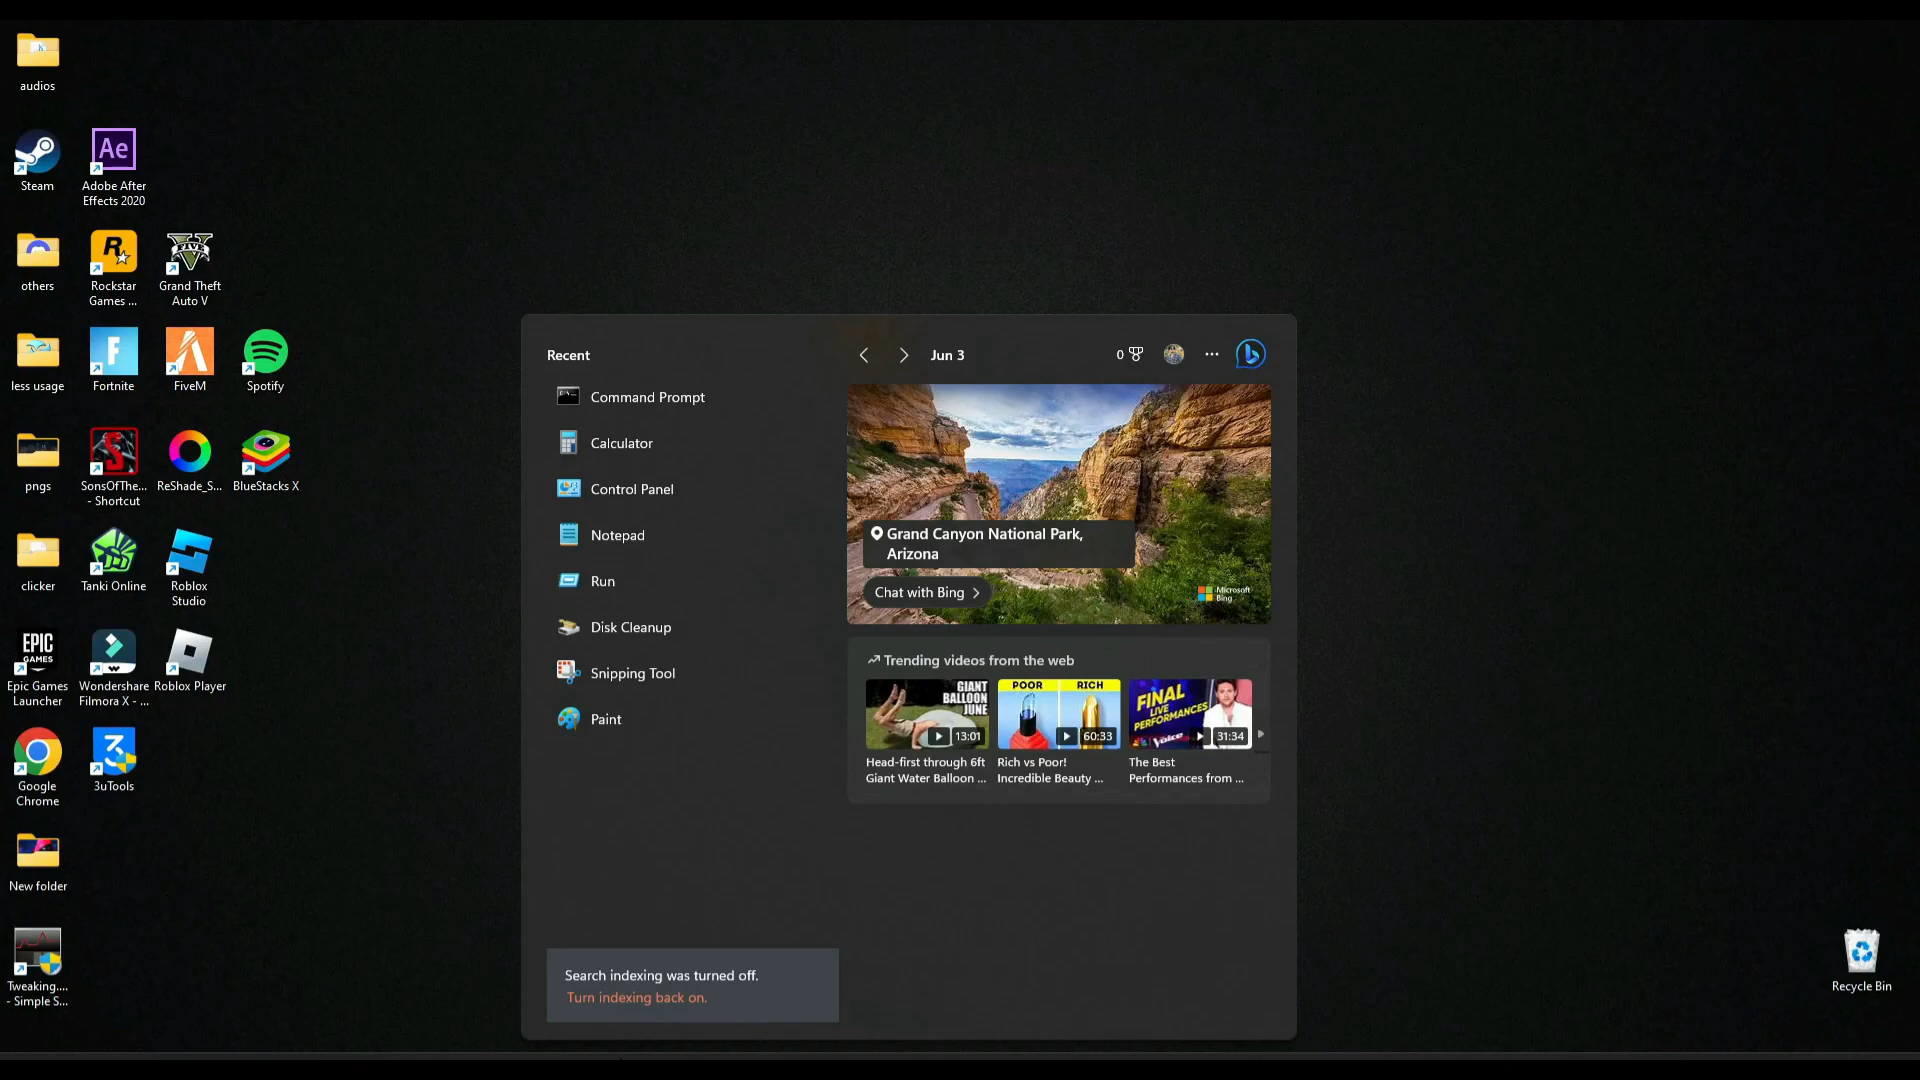 audios
Steam
Ae
Adobe After
Effects 2020
others
R
Rockstar
Games ...
FIVE
Grand Theft
Auto V
less usage
F
Fortnite
FiveM
Spotify
pngs
S
SonsOfThe...
- Shortcut
ReShade_S...
BlueStacks X
clicker
Tanki Online
Roblox
Studio
EPIC
GAMES
Epic Games
Launcher
Wondershare
Filmora X - ...
Roblox Player
Google
Chrome
3uTools
New folder
Tweaking....
- Simple S...
Recent
Command Prompt
Calculator
Control Panel
Notepad
Run
Disk Cleanup
Snipping Tool
Paint
Search indexing was turned off.
Turn indexing back on.
Jun 3
0
Grand Canyon National Park,
Arizona
Chat with Bing
Microsoft
Bing
Trending videos from the web
GIANT
BALLOON
JUNE
13:01
Head-first through 6ft
Giant Water Balloon ...
POOR RICH
60:33
Rich vs Poor!
Incredible Beauty ...
FINAL
LIVE
PERFORMANCES
Voice
31:34
The Best
Performances from ...
Recycle Bin